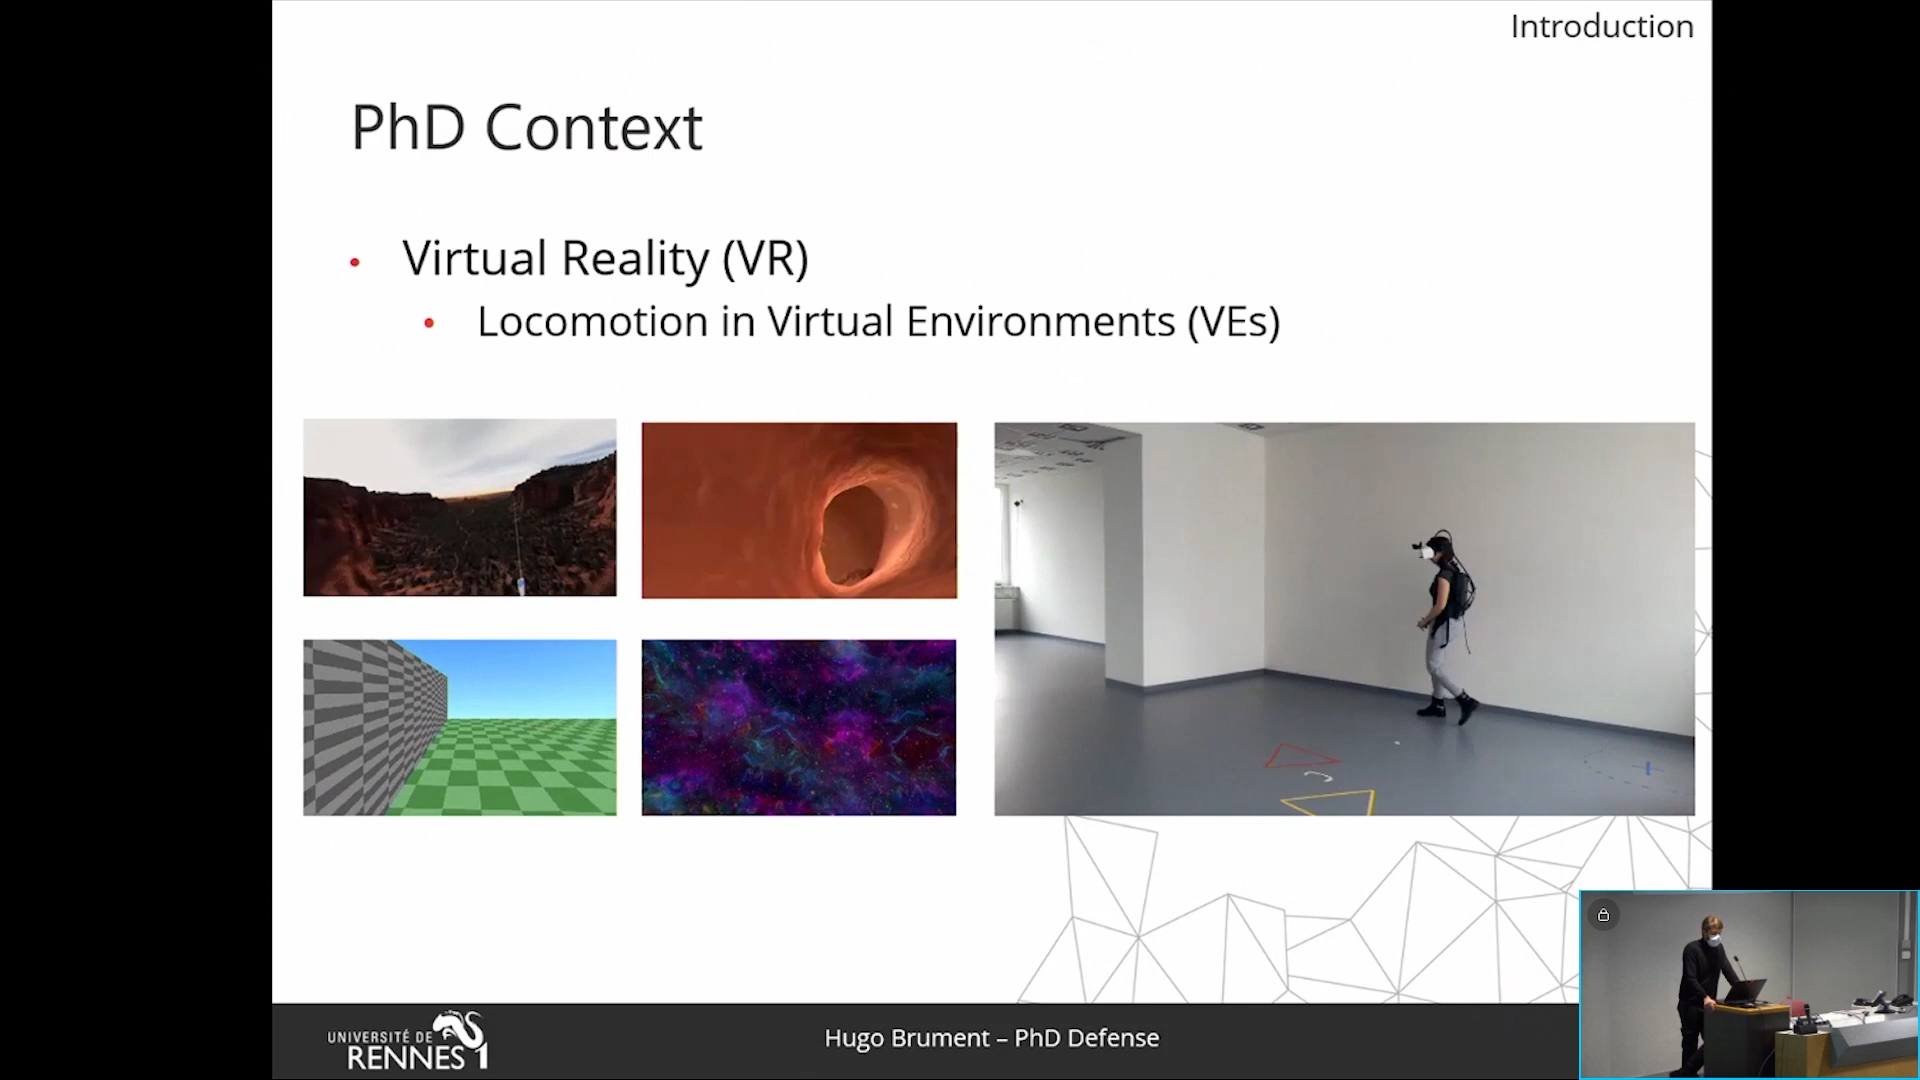 Introduction
PhD Context
Virtual Reality (VR)
Locomotion in Virtual Environments (VEs)
UNIVERSITÉ DE
RENNES 1
Hugo Brument – PhD Defense